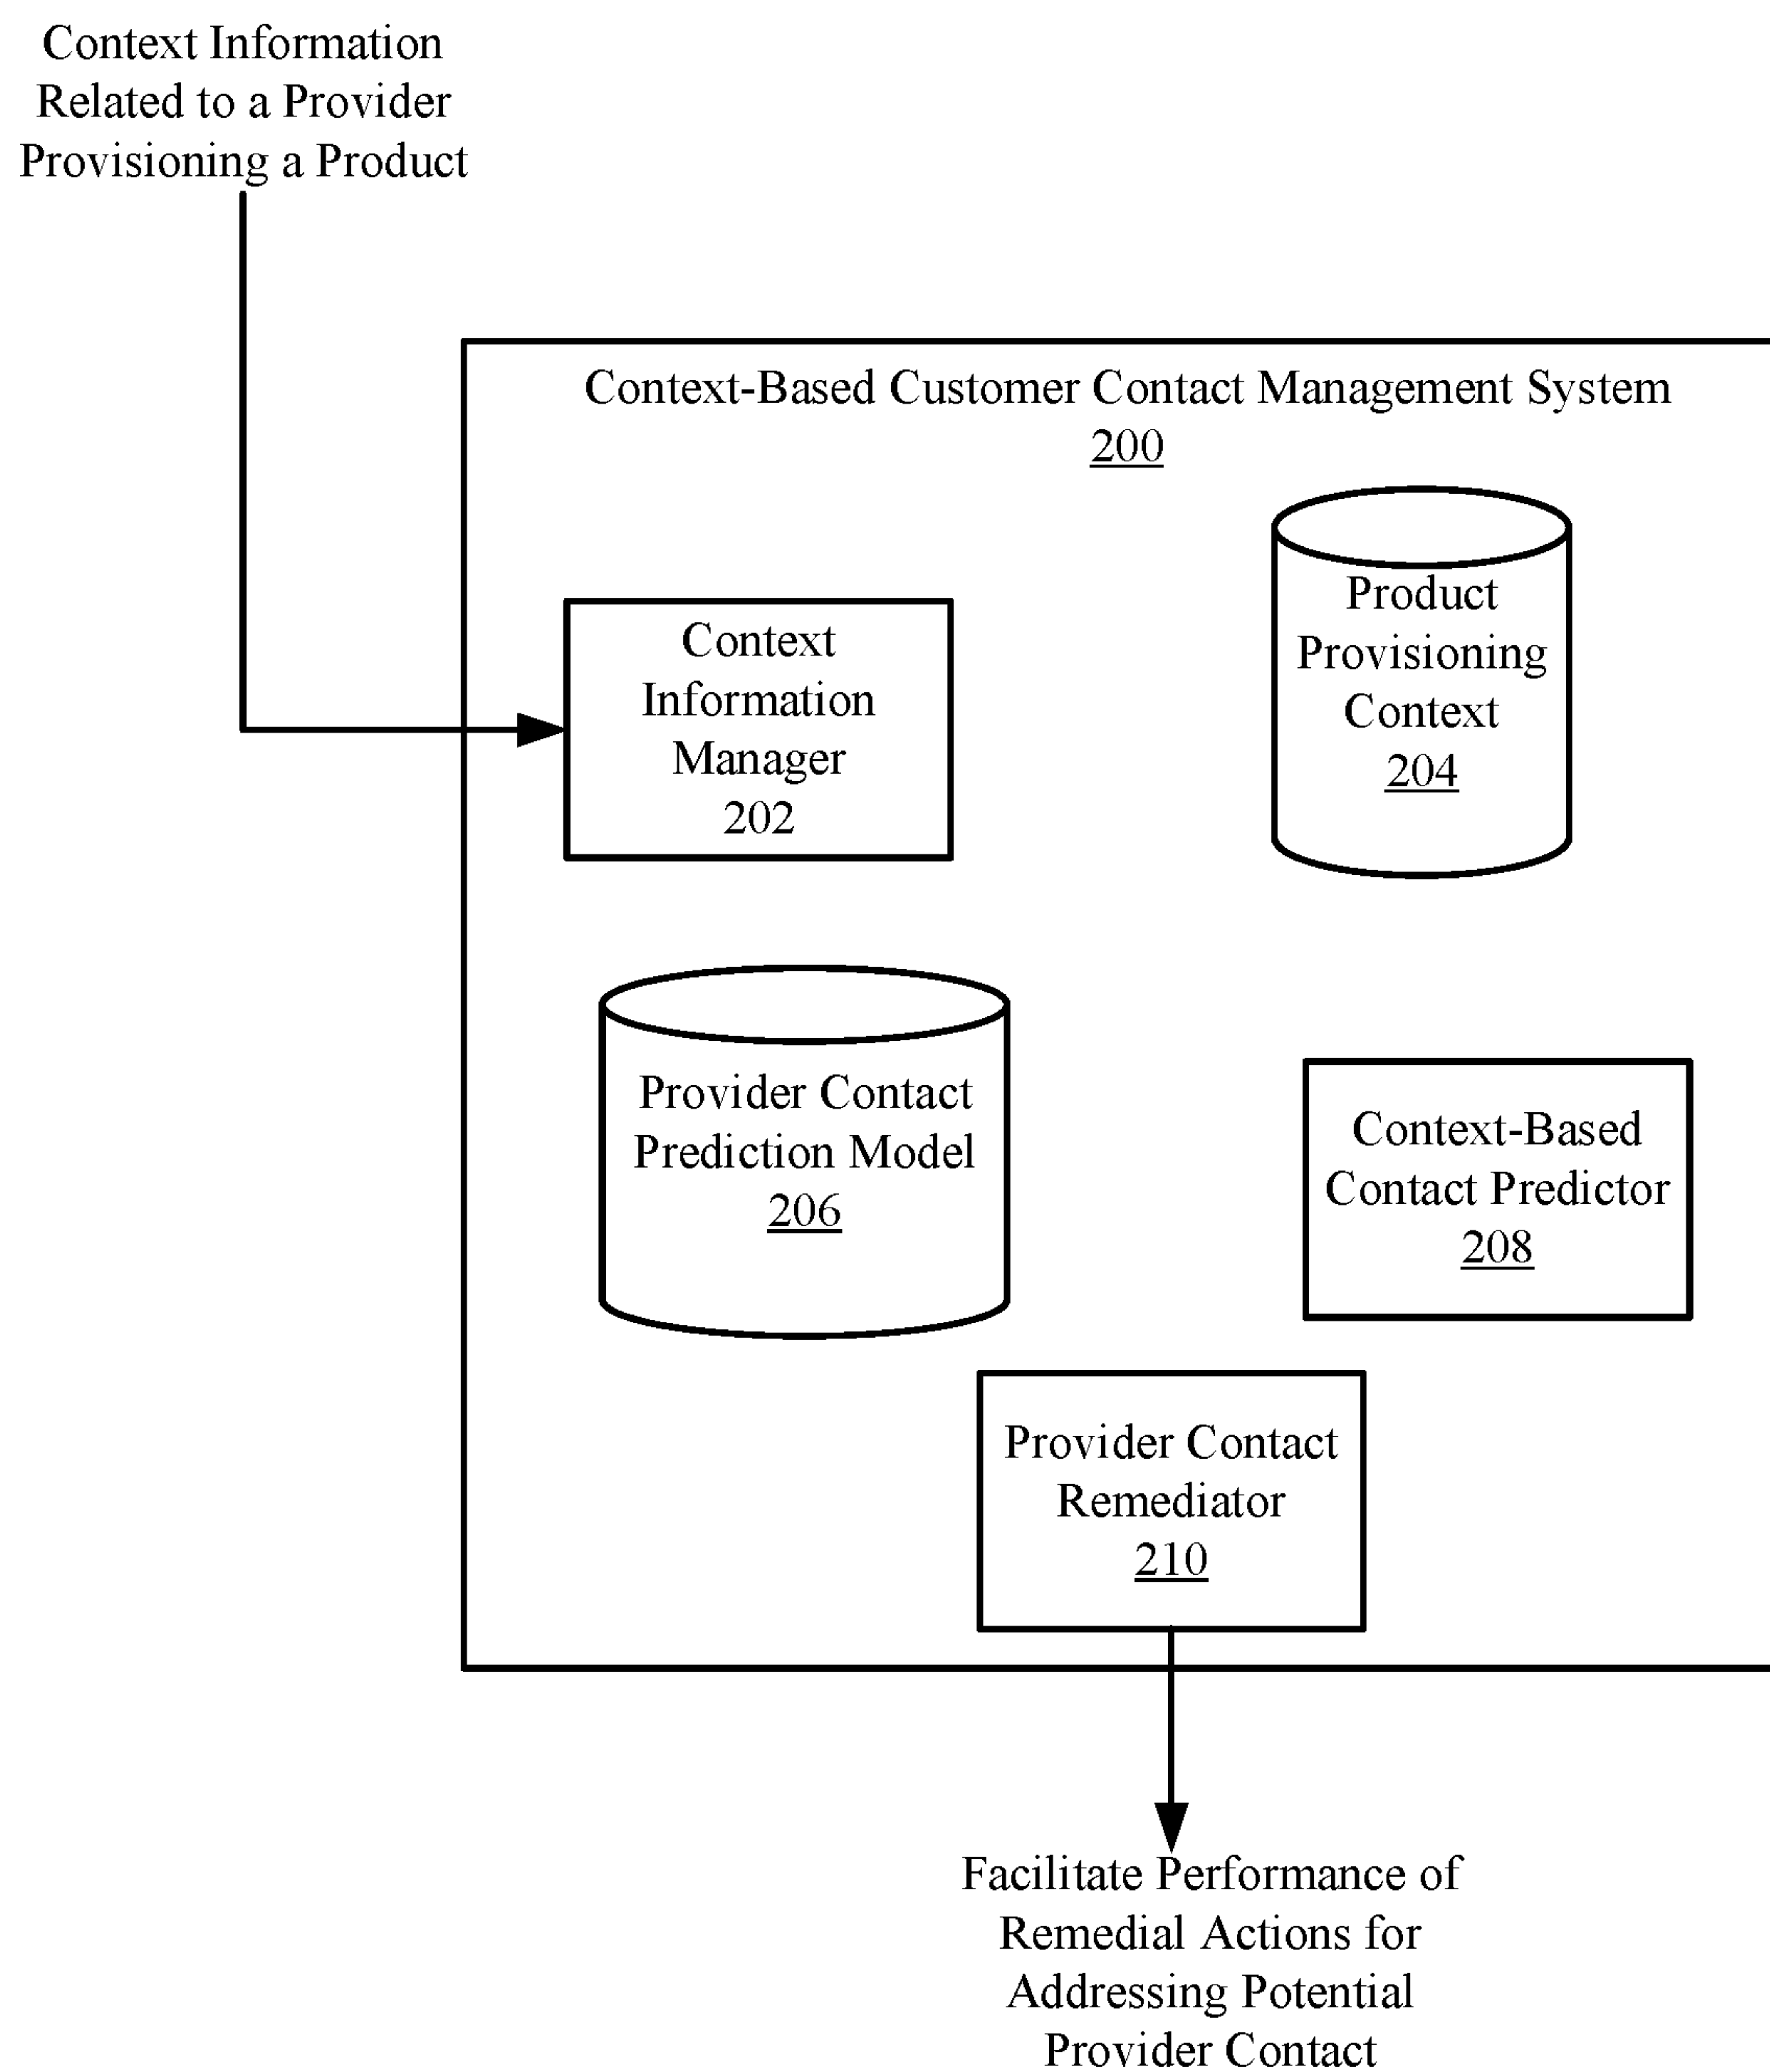 Context Information
Related to a Provider
Provisioning a Product
Context-Based Customer Contact Management System
200
Context
Information
Manager
202
Product
Provisioning
Context
204
Provider Contact
Prediction Model
206
Context-Based
Contact Predictor
208
Provider Contact
Remediator
210
Facilitate Performance of
Remedial Actions for
Addressing Potential
Provider Contact